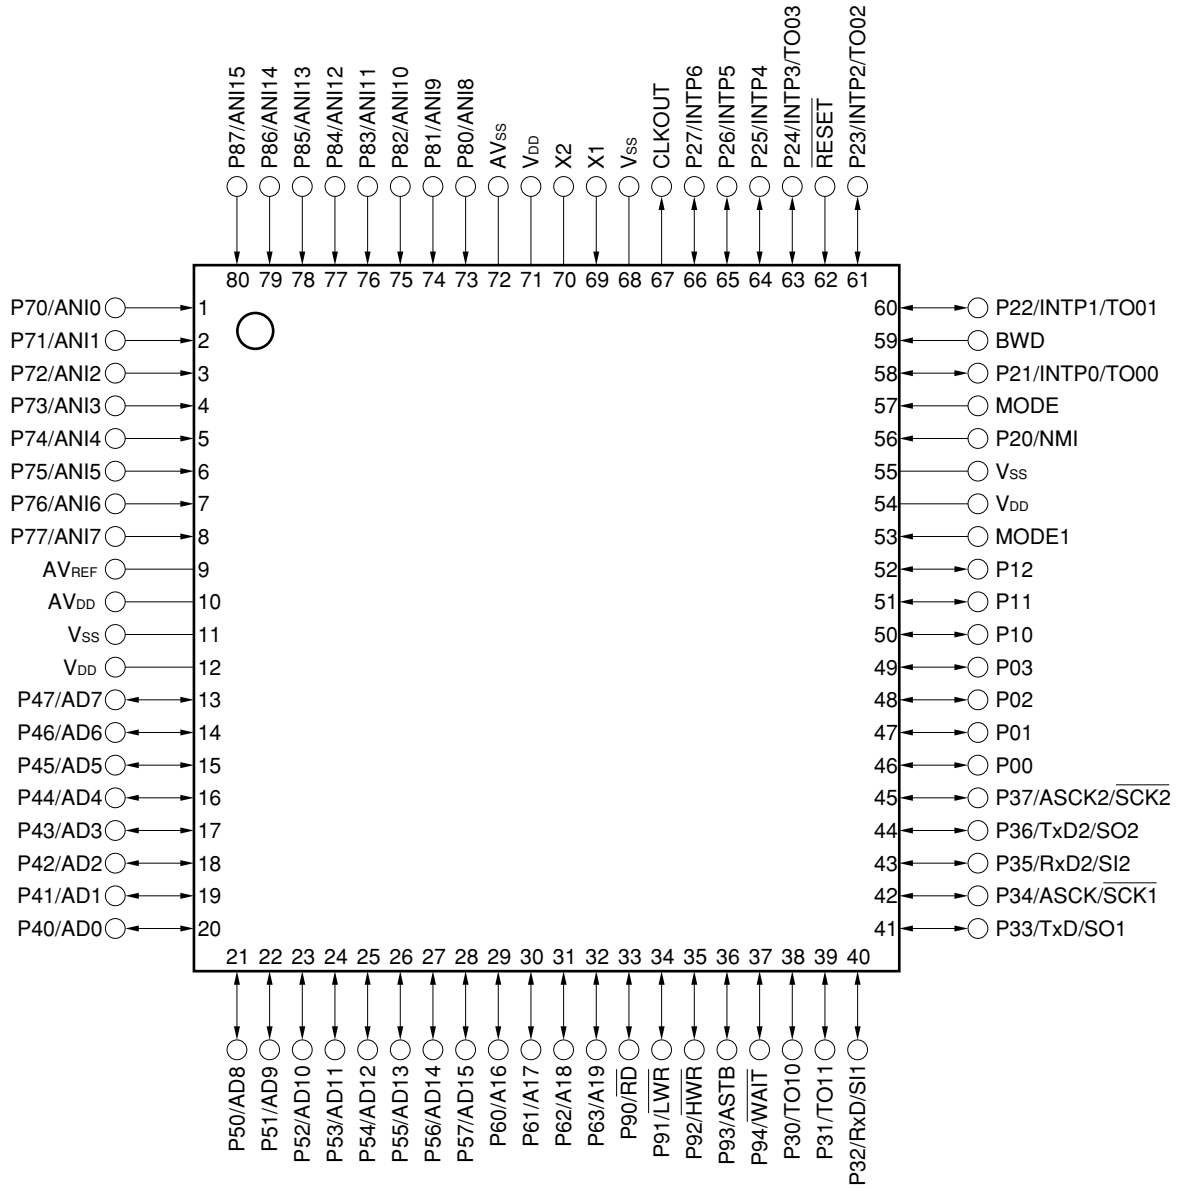 P87/ANI15
P86/ANI14
P85/ANI13
P84/ANI12
P83/ANI11
P82/ANI10
P81/ANI9
P80/ANI8
AVSS
VDD
X2
X1
VSS
CLKOUT
P27/INTP6
P26/INTP5
P25/INTP4
P24/INTP3/TO03
RESET
P23/INTP2/TO02
80 79 78 77 76 75 74 73 72 71 70 69 68 67 66 65 64 63 62 61
P70/ANI0 1
P71/ANI1 2
P72/ANI2 3
P73/ANI3 4
P74/ANI4 5
P75/ANI5 6
P76/ANI6 7
P77/ANI7 8
AVREF 9
AVDD 10
VSS 11
VDD 12
P47/AD7 13
P46/AD6 14
P45/AD5 15
P44/AD4 16
P43/AD3 17
P42/AD2 18
P41/AD1 19
P40/AD0 20
60 P22/INTP1/TO01
59 BWD
58 P21/INTP0/TO00
57 MODE
56 P20/NMI
55 VSS
54 VDD
53 MODE1
52 P12
51 P11
50 P10
49 P03
48 P02
47 P01
46 P00
45 P37/ASCK2/SCK2
44 P36/TxD2/SO2
43 P35/RxD2/SI2
42 P34/ASCK/SCK1
41 P33/TxD/SO1
21 22 23 24 25 26 27 28 29 30 31 32 33 34 35 36 37 38 39 40
P50/AD8
P51/AD9
P52/AD10
P53/AD11
P54/AD12
P55/AD13
P56/AD14
P57/AD15
P60/A16
P61/A17
P62/A18
P63/A19
P90/RD
P91/LWR
P92/HWR
P93/ASTB
P94/WAIT
P30/TO10
P31/TO11
P32/RxD/SI1